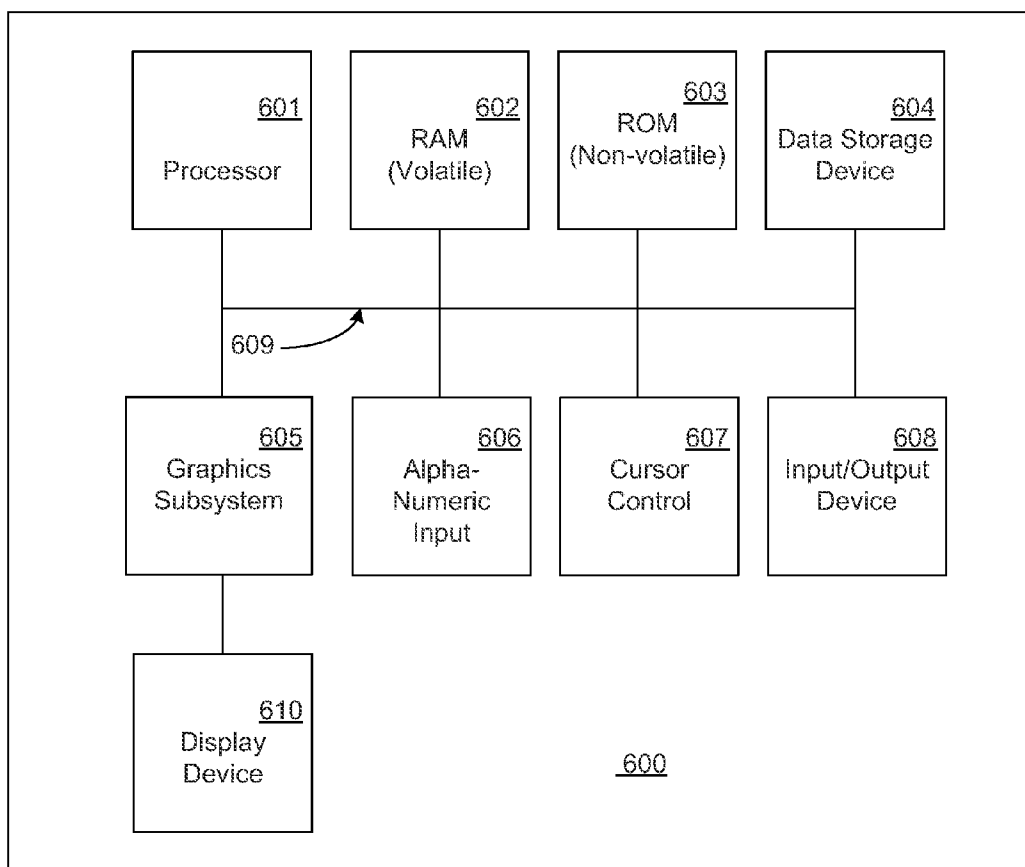 601
Processor
602
RAM
(Volatile)
603
ROM
(Non-volatile)
604
Data Storage
Device
609
605
Graphics
Subsystem
606
Alpha-
Numeric
Input
607
Cursor
Control
608
Input/Output
Device
610
Display
Device
600